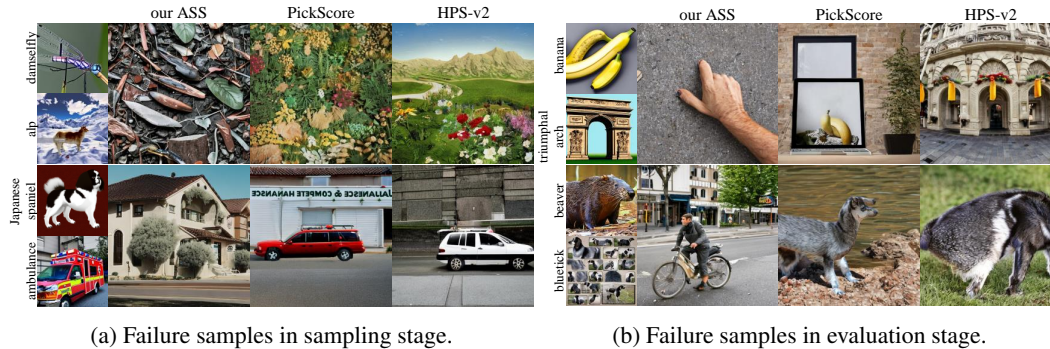 our ASS PickScore HPS-v2
damselfly
alp
Japanese
spaniel
ambulance
(a) Failure samples in sampling stage.
our ASS PickScore HPS-v2
banana
triumphal
arch
beaver
bluetick
(b) Failure samples in evaluation stage.